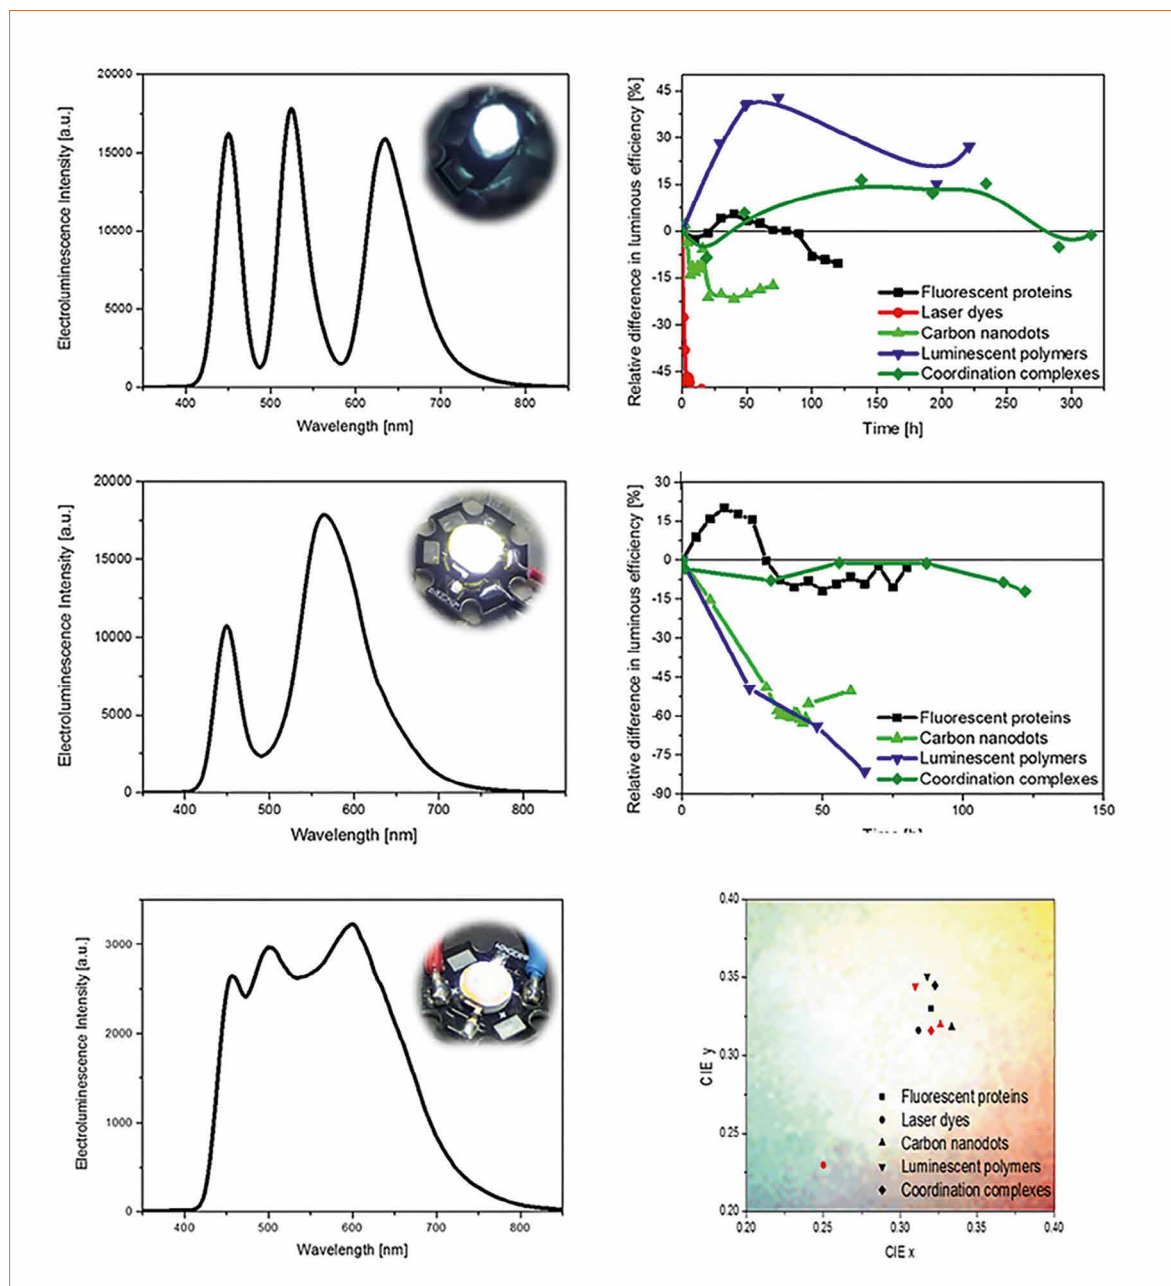 20000
15000
10000
5000
0
Electroluminescence Intensity [a.u.]
400
500
600
700
800
Wavelength [nm]
45
30
15
0
-15
-30
-45
Relative difference in luminous efficiency [%]
Fluorescent proteins
Laser dyes
Carbon nanodots
Luminescent polymers
Coordination complexes
0
50
100
150
200
250
300
Time [h]
20000
15000
10000
5000
0
Electroluminescence Intensity [a.u.]
400
500
600
700
800
Wavelength [nm]
30
15
0
-15
-30
-45
-60
-75
-90
Relative difference in luminous efficiency [%]
Fluorescent proteins
Carbon nanodots
Luminescent polymers
Coordination complexes
0
50
100
150
Time [h]
3000
2000
1000
0
Electroluminescence Intensity [a.u.]
400
500
600
700
800
Wavelength [nm]
0.40
0.35
0.30
0.25
0.20
CIE y
Fluorescent proteins
Laser dyes
Carbon nanodots
Luminescent polymers
Coordination complexes
0.20
0.25
0.30
0.35
0.40
CIE x